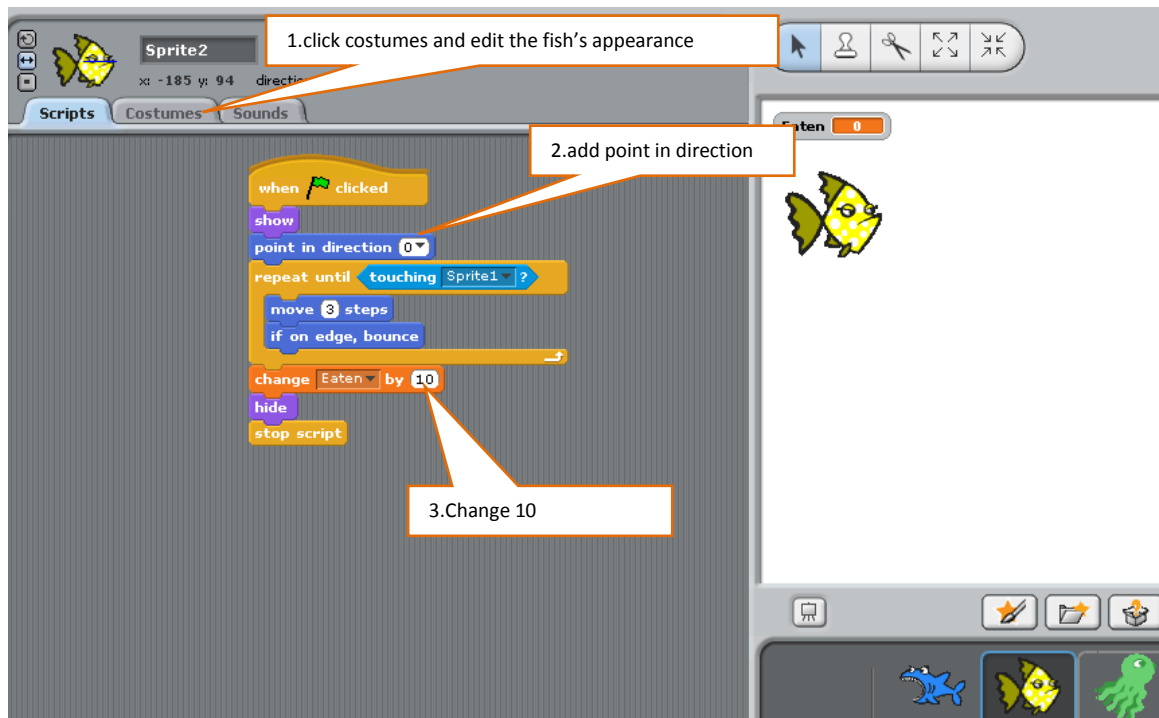 1.click costumes and edit the fish's appearance
Sprite2
x: -185 y: 94
Scripts
Costumes
Sounds
Eaten 0
2.add point in direction
when clicked
show
point in direction 0
repeat until touching Sprite1 ?
move 3 steps
if on edge, bounce
change Eaten by 10
hide
stop script
3.Change 10